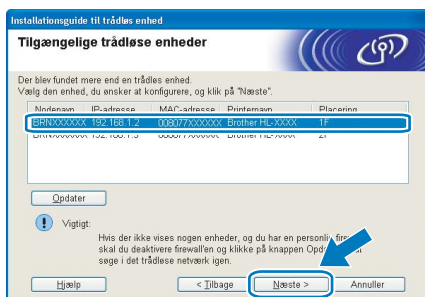 Installationsguide til trådløs enhed
Tilgængelige trådløse enheder
Der blev fundet mere end en trådløs enhed.
Vælg den enhed, du ønsker at konfigurere, og klik på "Næste".
Nodenavn IP-adresse MAC-adresse Printernavn Placering
BRNXXXXXX 192.168.1.2 008077XXXXXX Brother HL-XXXX 1F
BRNXXXXXX 192.168.1.3 008077XXXXXX Brother HL-XXXX 2F
Opdater
Vigtigt:
Hvis der ikke vises nogen enheder, og du har en personlig
skal du deaktivere firewall'en og klikke på knappen
søge i det trådløse netværk igen.
Hjælp < Tilbage Næste > Annuller